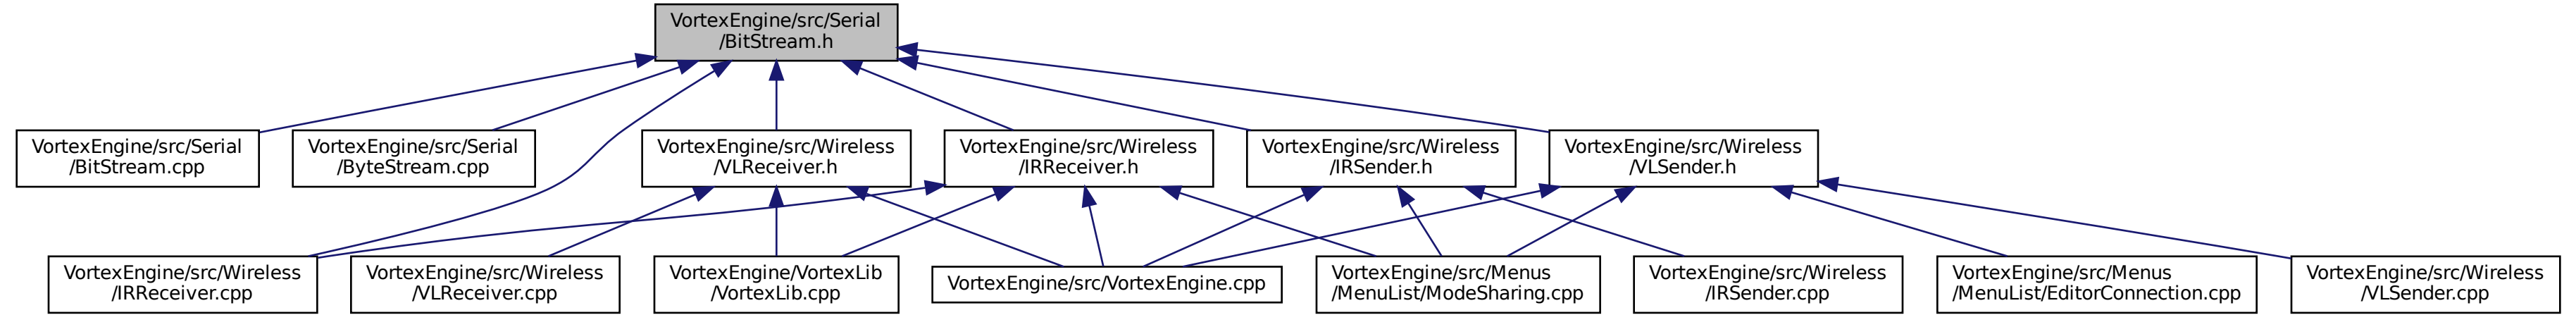 VortexEngine/src/Serial
/BitStream.h
VortexEngine/src/Serial
/BitStream.cpp
VortexEngine/src/Serial
/ByteStream.cpp
VortexEngine/src/Wireless
/VLReceiver.h
VortexEngine/src/Wireless
/IRReceiver.h
VortexEngine/src/Wireless
/IRSender.h
VortexEngine/src/Wireless
/VLSender.h
VortexEngine/src/Wireless
/IRReceiver.cpp
VortexEngine/src/Wireless
/VLReceiver.cpp
VortexEngine/VortexLib
/VortexLib.cpp
VortexEngine/src/VortexEngine.cpp
VortexEngine/src/Menus
/MenuList/ModeSharing.cpp
VortexEngine/src/Wireless
/IRSender.cpp
VortexEngine/src/Menus
/MenuList/EditorConnection.cpp
VortexEngine/src/Wireless
/VLSender.cpp